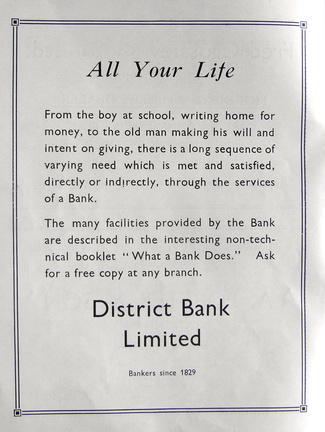 All Your Life
From the boy at school, writing home for
money, to the old man making his will and
intent on giving, there is a long sequence of
varying need which is met and satisfied,
directly or indirectly, through the services
of a Bank.
The many facilities provided by the Bank
are described in the interesting non-tech-
nical booklet “What a Bank Does.” Ask
for a free copy at any branch.
District Bank
Limited
Bankers since 1829